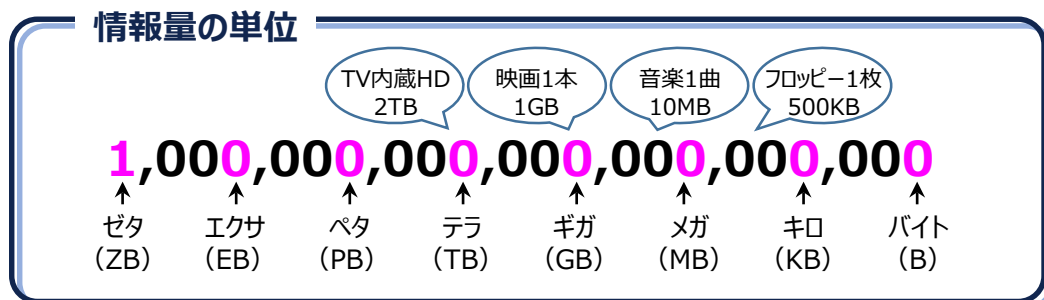 情報量の単位
TV内蔵HD
2TB
映画1本
1GB
音楽1曲
10MB
フロッピー1枚
500KB
1,000,000,000,000,000,000,000
ゼタ
(ZB)
エクサ
(EB)
ペタ
(PB)
テラ
(TB)
ギガ
(GB)
メガ
(MB)
キロ
(KB)
バイト
(B)